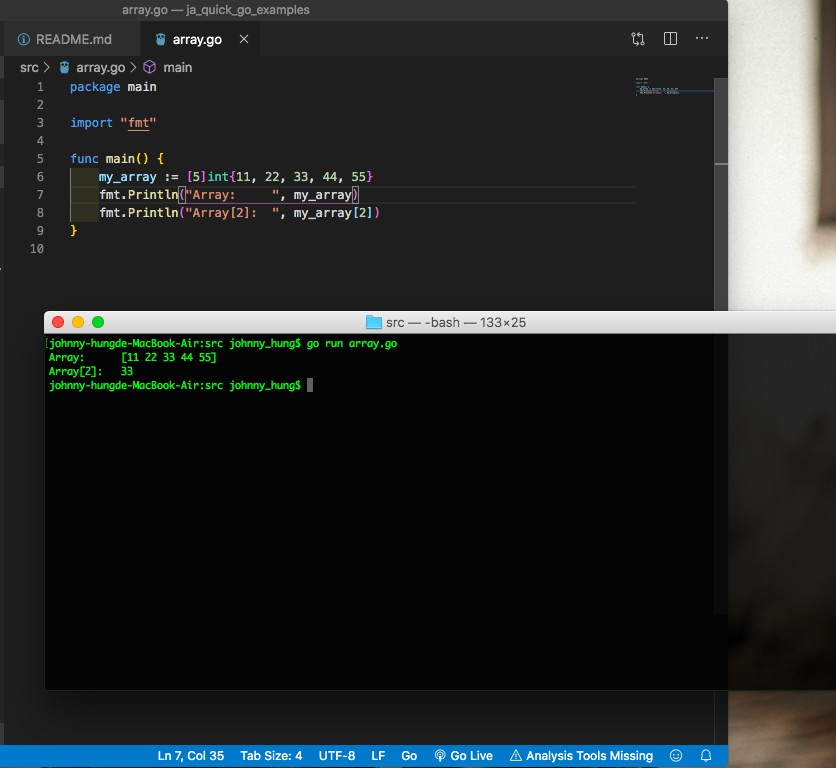 array.go — ja_quick_go_examples
README.md array.go
src > array.go > main
1 package main
2
3 import "fmt"
4
5 func main() {
6     my_array := [5]int{11, 22, 33, 44, 55}
7     fmt.Println("Array:     ", my_array)
8     fmt.Println("Array[2]:  ", my_array[2])
9 }
10
src — -bash — 133×25
[johnny-hungde-MacBook-Air:src johnny_hung$ go run array.go
Array:      [11 22 33 44 55]
Array[2]:   33
johnny-hungde-MacBook-Air:src johnny_hung$
Ln 7, Col 35 Tab Size: 4 UTF-8 LF Go Go Live Analysis Tools Missing